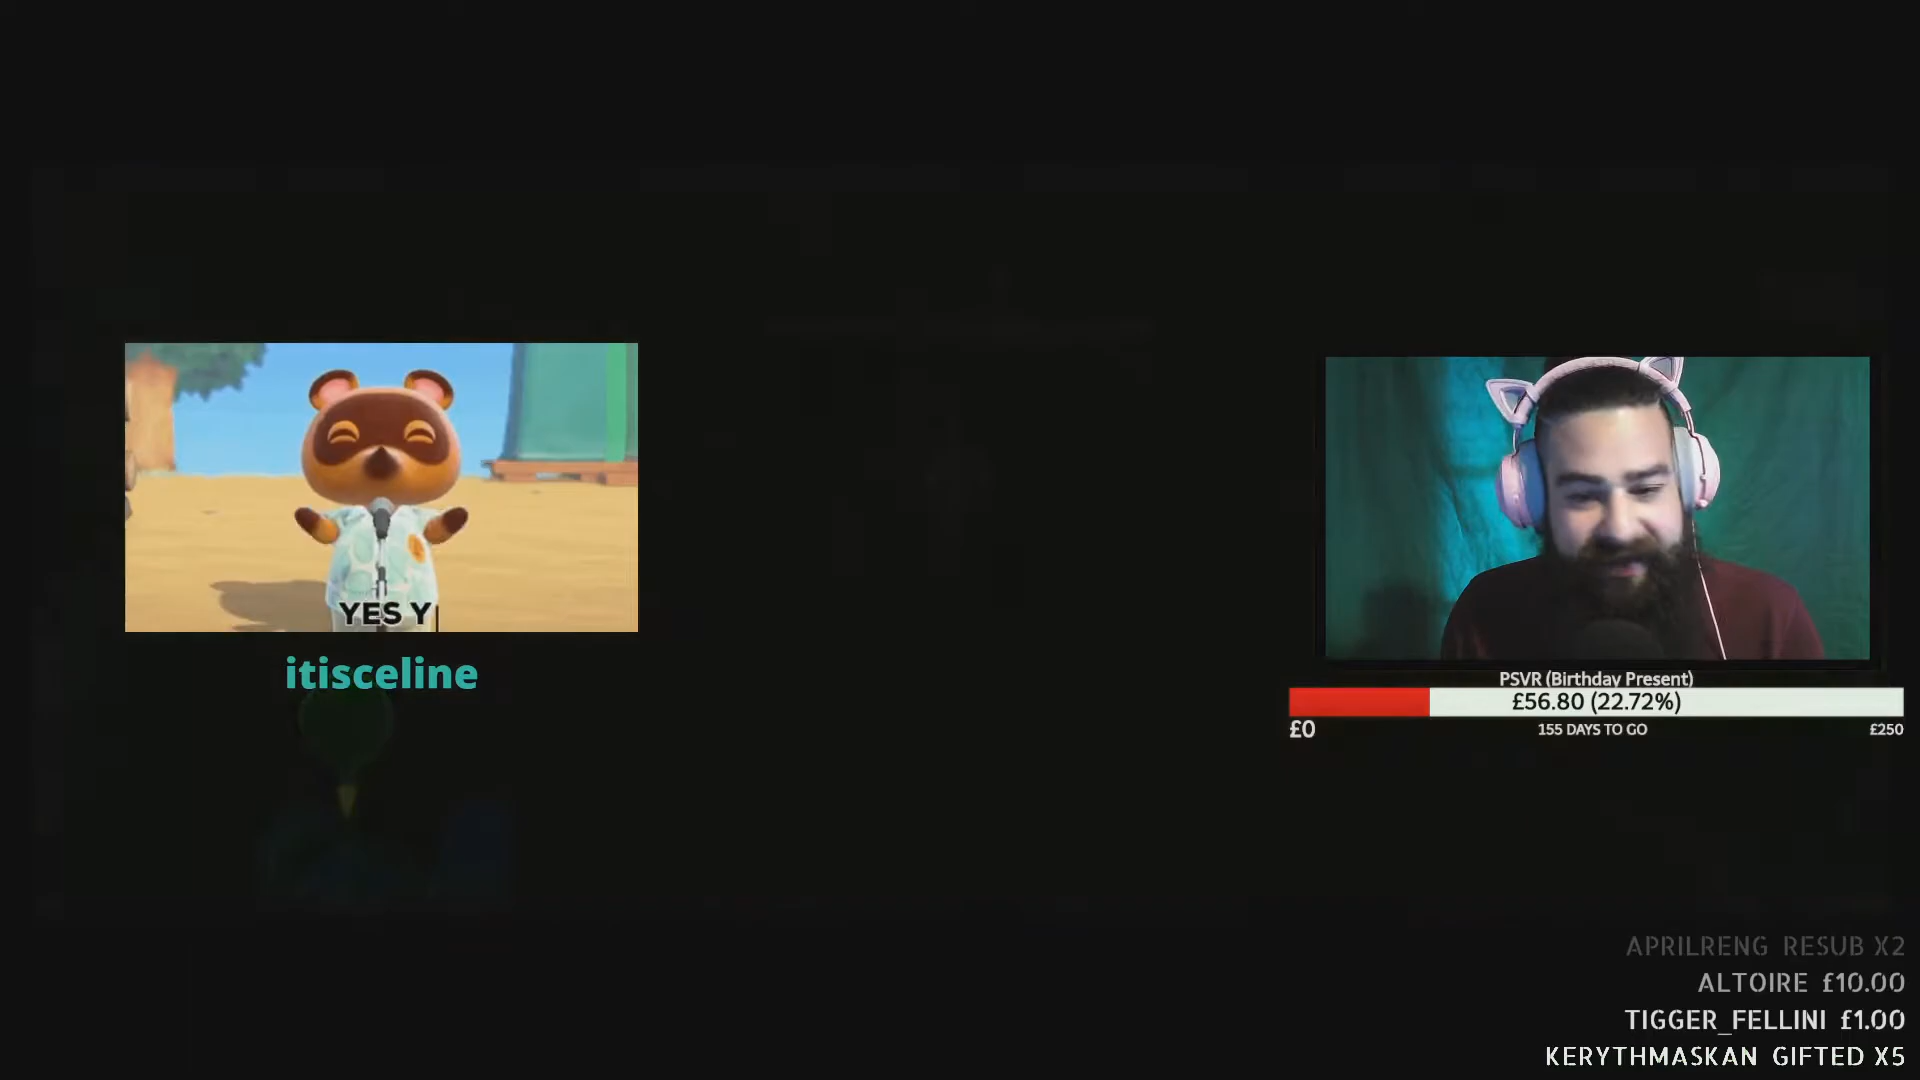 YES Y
itisceline
PSVR (Birthday Present)
£56.80 (22.72%)
£0
155 DAYS TO GO
£250
APRILRENG RESUB X2
ALTOIRE £10.00
TIGGER_FELLINI £1.00
KERYTHMASKAN GIFTED X5